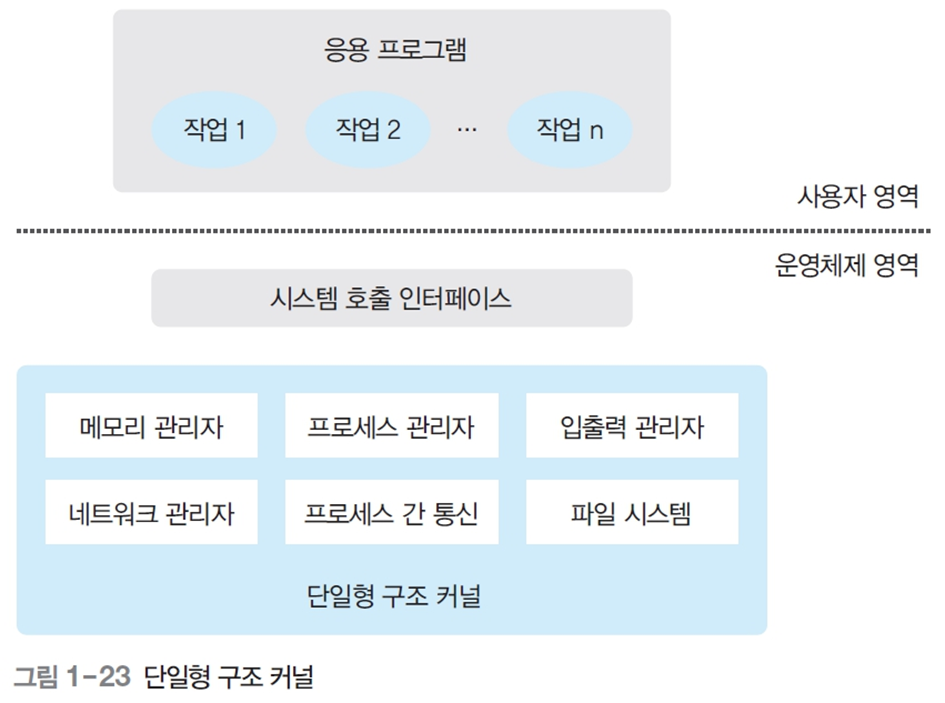 응용 프로그램
작업 1 작업 2 ··· 작업 n
사용자 영역
운영체제 영역
시스템 호출 인터페이스
메모리 관리자 프로세스 관리자 입출력 관리자
네트워크 관리자 프로세스 간 통신 파일 시스템
단일형 구조 커널
그림 1-23 단일형 구조 커널